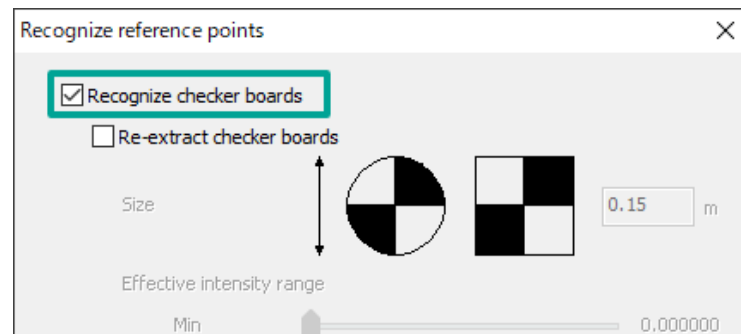 Recognize reference points
Recognize checker boards
Re-extract checker boards
Size
0.15 m
Effective intensity range
Min 0.000000